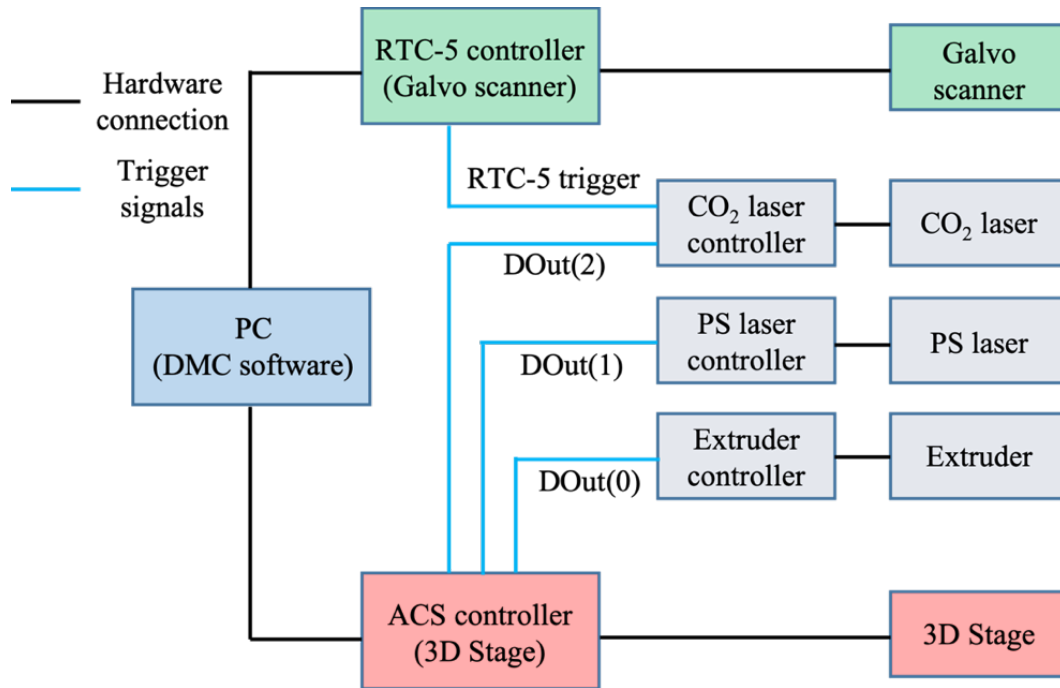 Hardware
connection
Trigger
signals
RTC-5 controller
(Galvo scanner)
Galvo
scanner
RTC-5 trigger
CO₂ laser
controller
CO₂ laser
DOut(2)
PC
(DMC software)
PS laser
controller
PS laser
DOut(1)
Extruder
controller
Extruder
DOut(0)
ACS controller
(3D Stage)
3D Stage